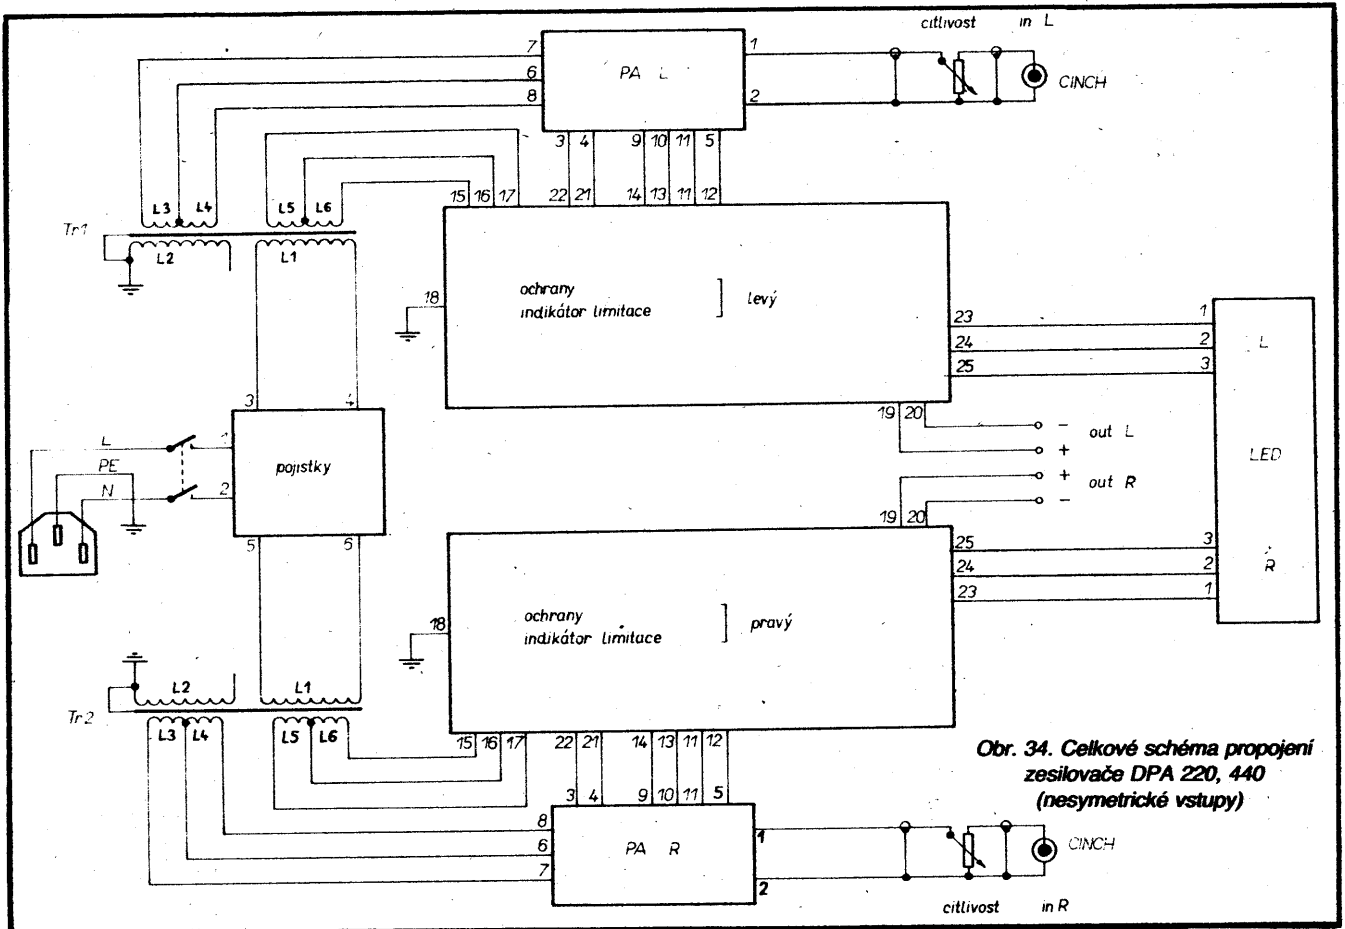 citlivost in L
7 PA L 1
6 CINCH
8 2
3 4 9 10 11 5
15 16 17 22 21 14 13 11 12
L3 L4 L5 L6
Tr1
L2 L1
18 ochrany
indikátor limitace ] levý
23 1
24 2 L
25 3
3 4
19 20
- out L
+
L 1
PE pojistky LED
+ out R
N 2 -
19 20
5 6
25 3
24 2 R
23 1
18 ochrany
indikátor limitace ] pravý
L2 L1
Tr2
L3 L4 L5 L6
15 16 17 22 21 14 13 11 12
Obr. 34. Celkové schéma propojení
zesilovače DPA 220, 440
(nesymetrické vstupy)
3 4 9 10 11 5
8 1
6 PA R CINCH
7 2
citlivost in R